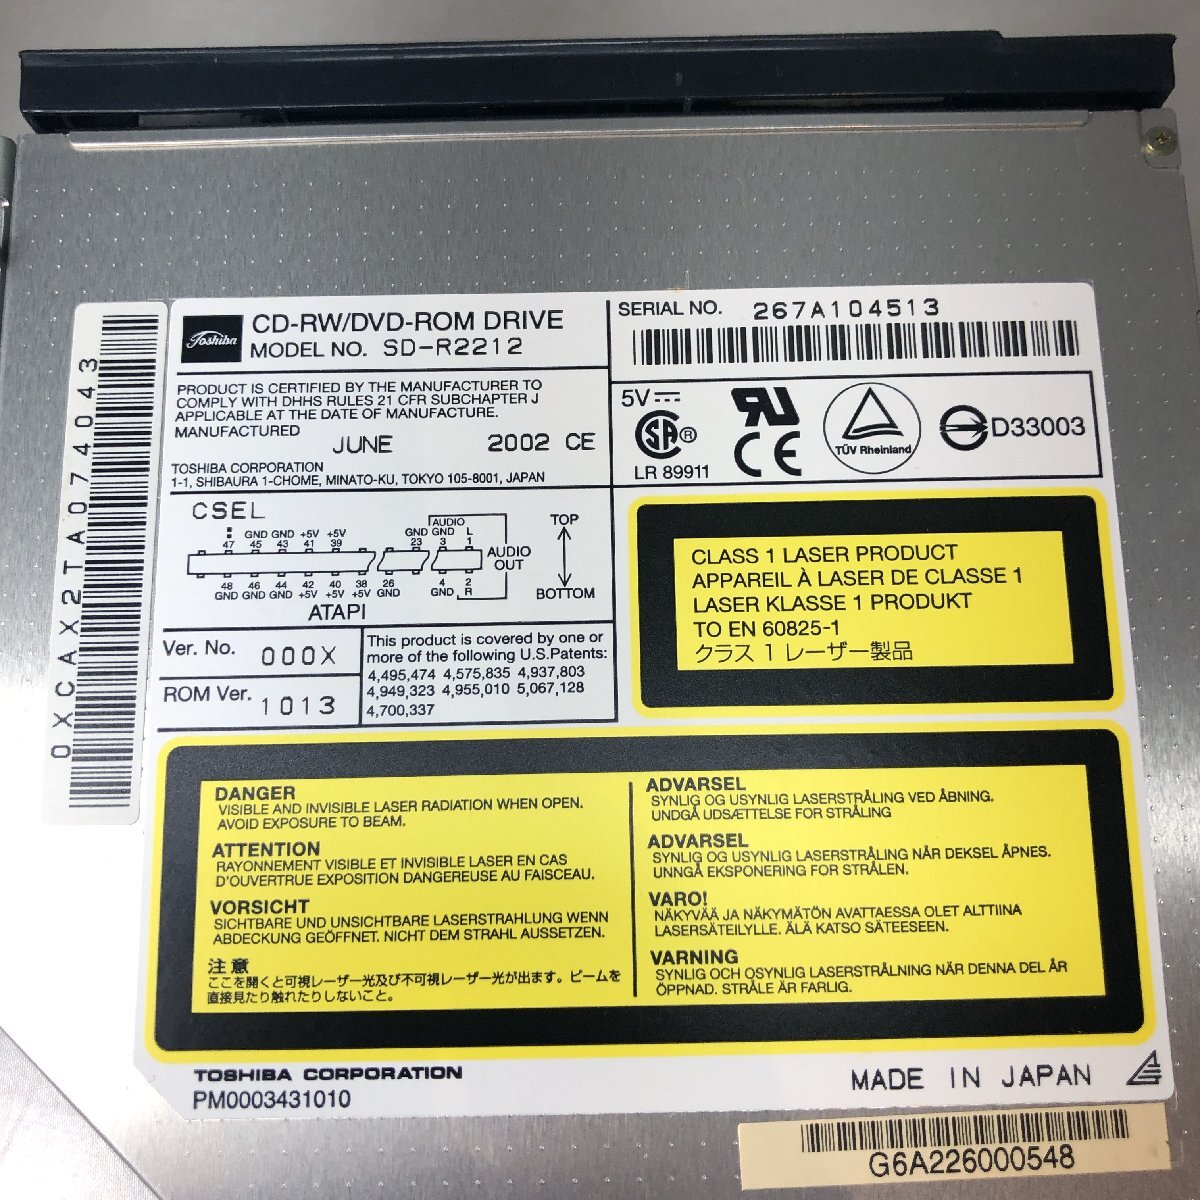 0XCAX2TA074043
Toshiba
CD-RW/DVD-ROM DRIVE
MODEL NO. SD-R2212
PRODUCT IS CERTIFIED BY THE MANUFACTURER TO
COMPLY WITH DHHS RULES 21 CFR SUBCHAPTER J
APPLICABLE AT THE DATE OF MANUFACTURE.
MANUFACTURED
JUNE 2002 CE
TOSHIBA CORPORATION
1-1, SHIBAURA 1-CHOME, MINATO-KU, TOKYO 105-8001, JAPAN
SERIAL NO. 267A104513
5V
SA ®
LR 89911
RU
CE
TÜV Rheinland
D33003
CSEL
AUDIO
GND GND +5V +5V GND GND L
47 45 43 41 39 23 3 1
48 46 44 42 40 38 26 4 2
GND GND GND +5V +5V +5V GND GND R
AUDIO
OUT
TOP
BOTTOM
ATAPI
Ver. No. 000X
ROM Ver. 1013
This product is covered by one or
more of the following U.S.Patents:
4,495,474 4,575,835 4,937,803
4,949,323 4,955,010 5,067,128
4,700,337
CLASS 1 LASER PRODUCT
APPAREIL À LASER DE CLASSE 1
LASER KLASSE 1 PRODUKT
TO EN 60825-1
クラス 1 レーザー製品
DANGER
VISIBLE AND INVISIBLE LASER RADIATION WHEN OPEN.
AVOID EXPOSURE TO BEAM.
ATTENTION
RAYONNEMENT VISIBLE ET INVISIBLE LASER EN CAS
D'OUVERTRUE EXPOSITION DANGEREUSE AU FAISCEAU.
VORSICHT
SICHTBARE UND UNSICHTBARE LASERSTRAHLUNG WENN
ABDECKUNG GEÖFFNET. NICHT DEM STRAHL AUSSETZEN.
注意
ここを開くと可視レーザー光及び不可視レーザー光が出ます。ビームを
直接見たり触れたりしないこと。
ADVARSEL
SYNLIG OG USYNLIG LASERSTRÅLING VED ÅBNING.
UNDGÅ UDSÆTTELSE FOR STRÅLING
ADVARSEL
SYNLIG OG USYNLIG LASERSTRÅLING NÅR DEKSEL ÅPNES.
UNNGÅ EKSPONERING FOR STRÅLEN.
VARO!
NÄKYVÄÄ JA NÄKYMÄTÖN AVATTAESSA OLET ALTTIINA
LASERSÄTEILYLLE. ÄLÄ KATSO SÄTEESEEN.
VARNING
SYNLIG OCH OSYNLIG LASERSTRÅLNING NÄR DENNA DEL ÄR
ÖPPNAD. STRÅLE ÄR FARLIG.
TOSHIBA CORPORATION
PM0003431010
MADE IN JAPAN
G6A226000548